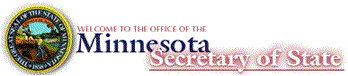 WELCOME TO THE OFFICE OF THE
Minnesota
Secretary of State